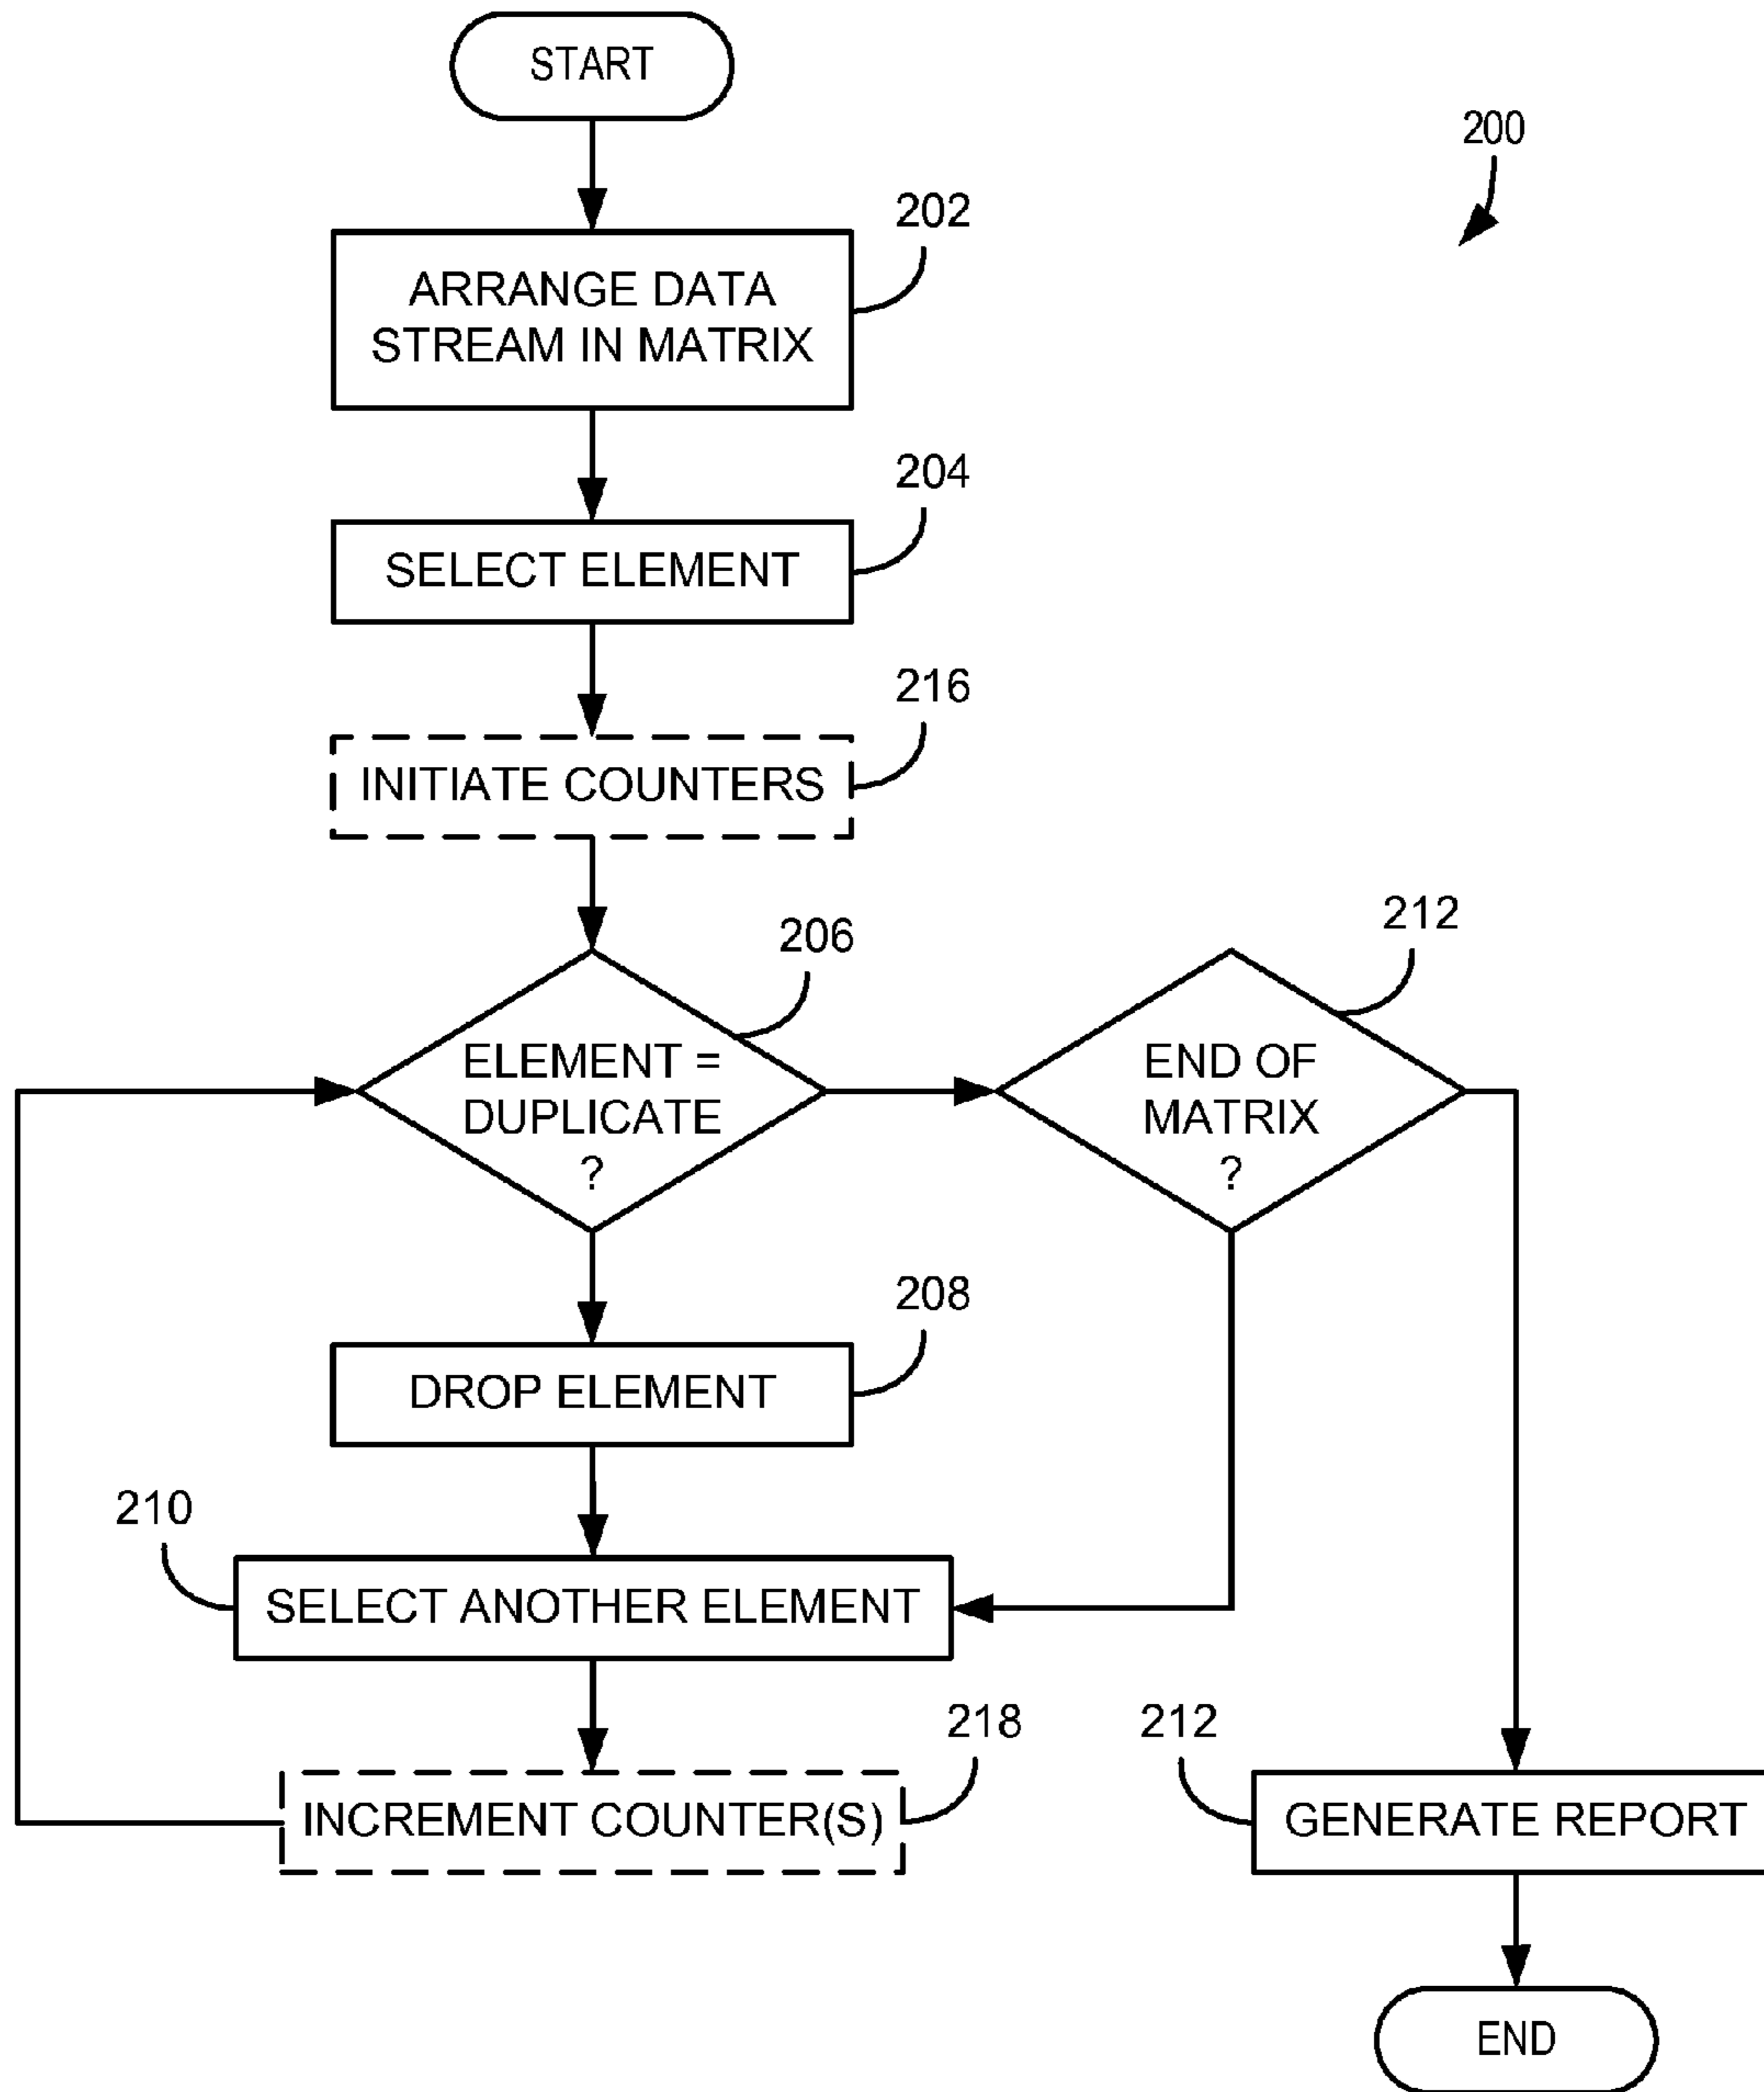 START
200
202
ARRANGE DATA
STREAM IN MATRIX
204
SELECT ELEMENT
216
INITIATE COUNTERS
206
ELEMENT =
DUPLICATE
?
212
END OF
MATRIX
?
208
DROP ELEMENT
210
SELECT ANOTHER ELEMENT
218
INCREMENT COUNTER(S)
212
GENERATE REPORT
END